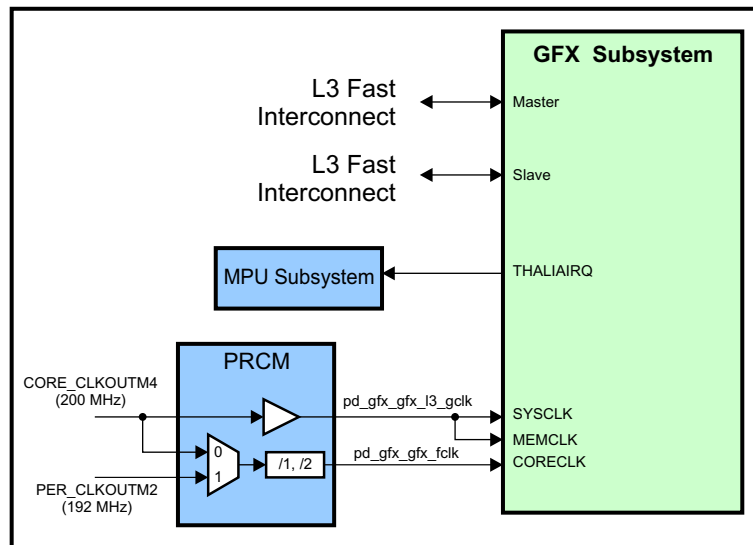 GFX Subsystem
L3 Fast
Interconnect
Master
L3 Fast
Interconnect
Slave
MPU Subsystem
THALIAIRQ
PRCM
CORE_CLKOUTM4
(200 MHz)
pd_gfx_gfx_l3_gclk
SYSCLK
MEMCLK
0
1
/1, /2
pd_gfx_gfx_fclk
CORECLK
PER_CLKOUTM2
(192 MHz)